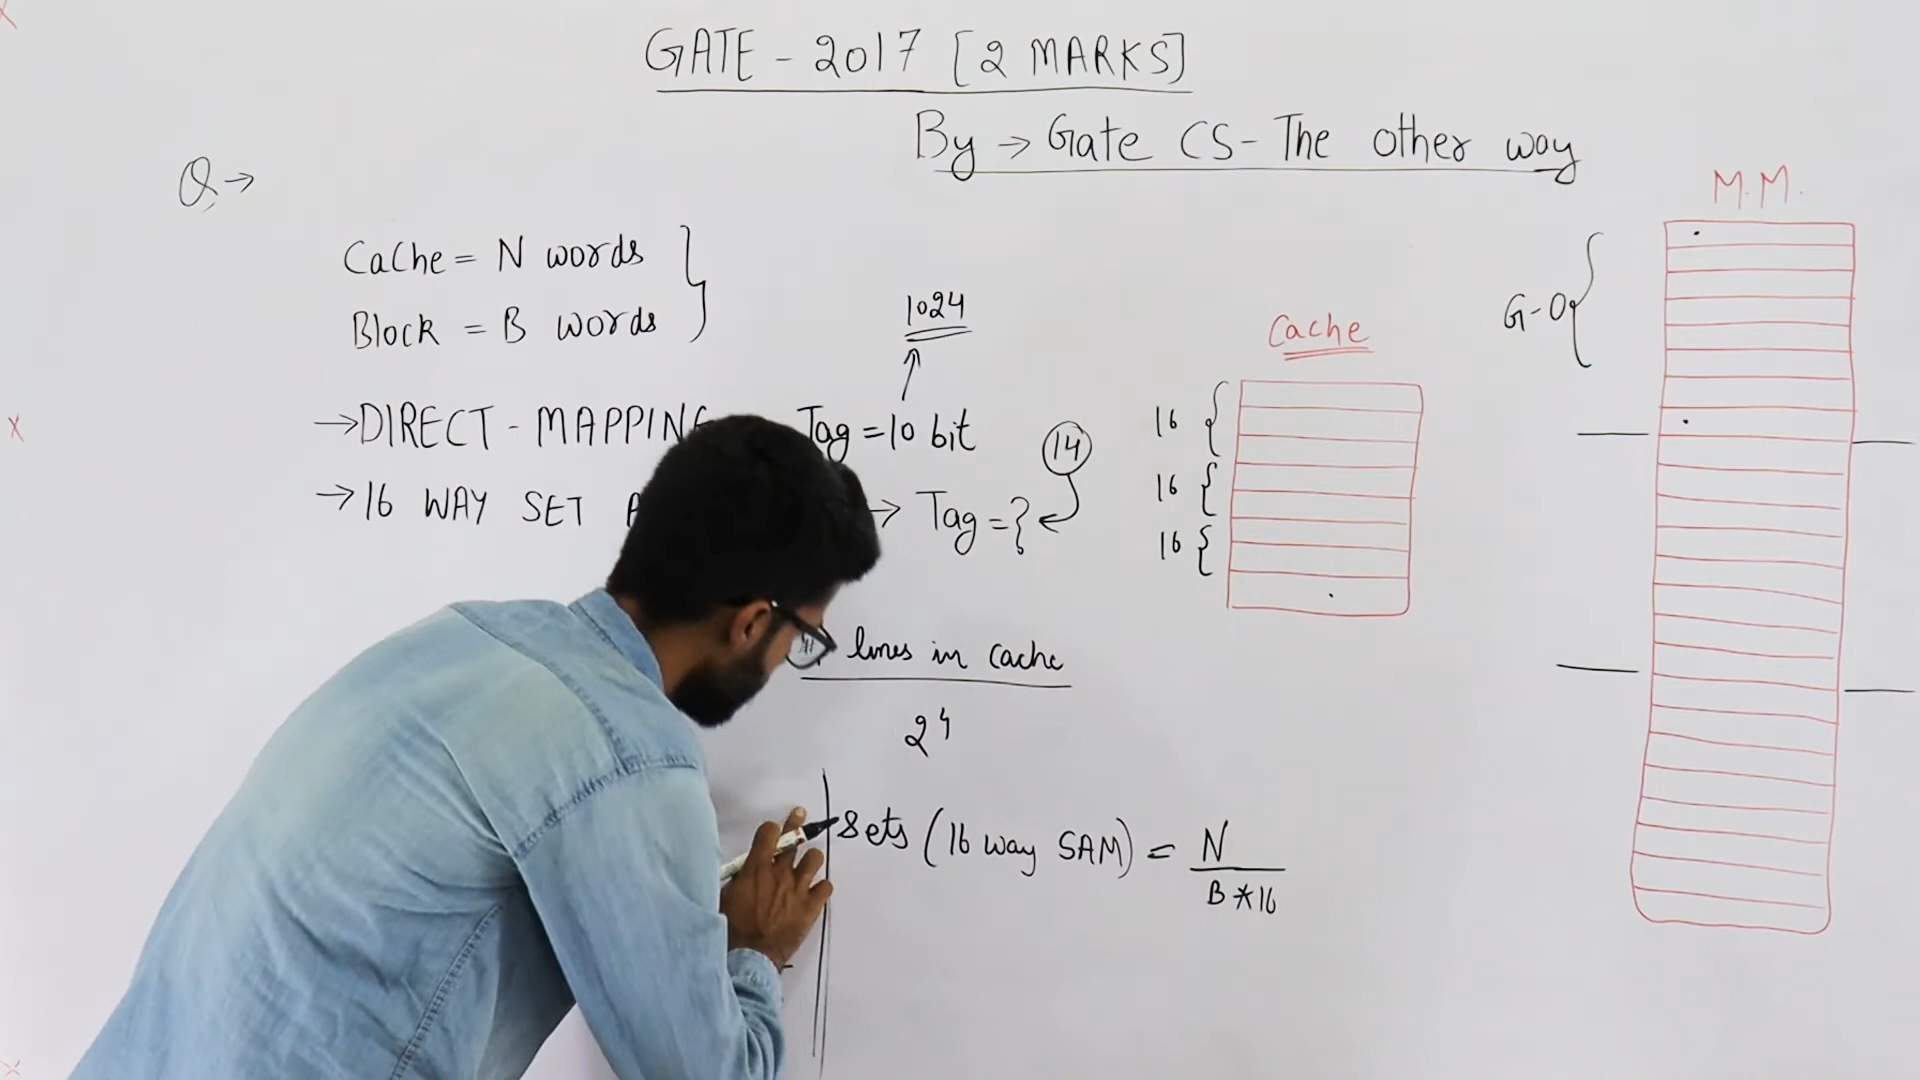 GATE - 2017 [2 MARKS]
By → Gate CS - The other way
Q →
M.M.
Cache = N words
Block = B words
1024
Cache
G-0
→ DIRECT - MAPPING Tag = 10 bit
14
16
→ 16 WAY SET → Tag = ?
16
16
lines in cache
2⁴
sets (16 way SAM) = N
B * 16